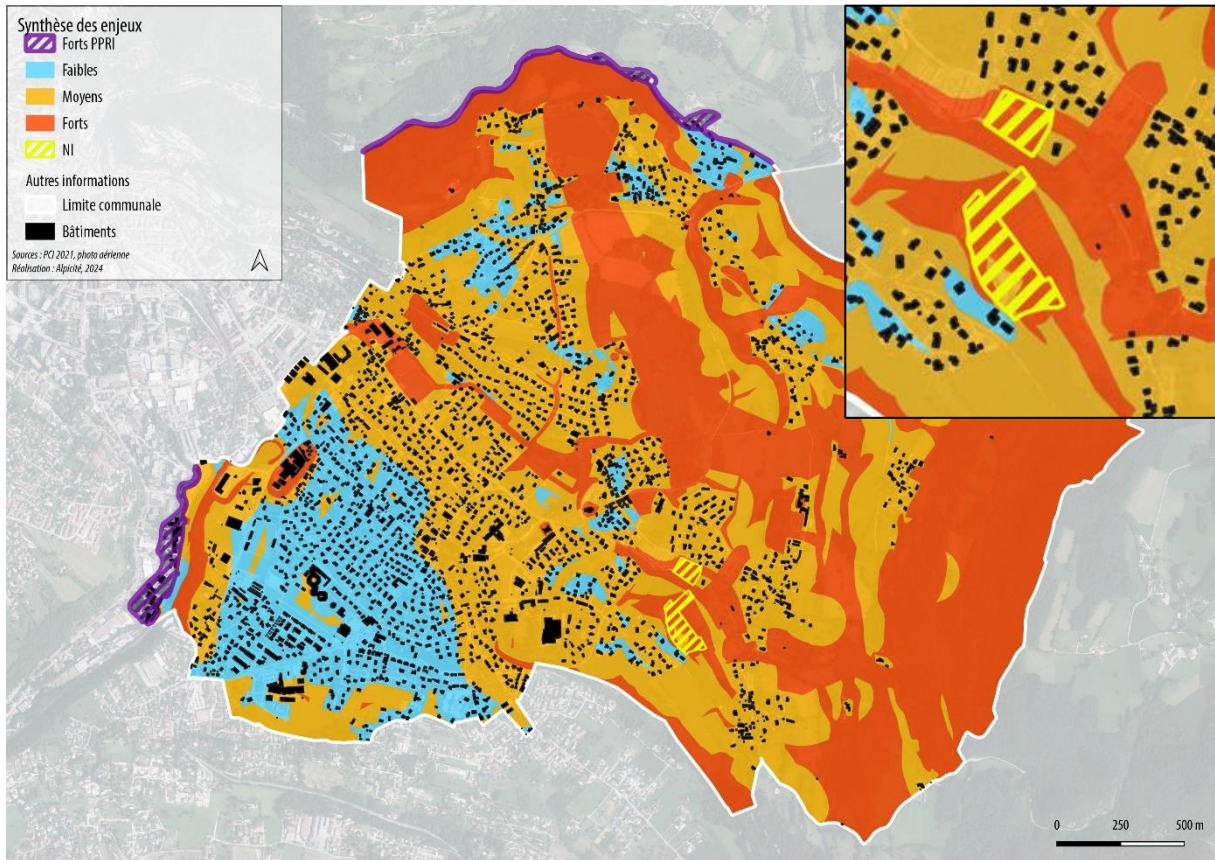 Synthèse des enjeux
Forts PPRI
Faibles
Moyens
Forts
NI
Autres informations
Limite communale
Bâtiments
Sources : PCI 2021, photo aérienne
Réalisation : Alpicité, 2024
0 250 500 m